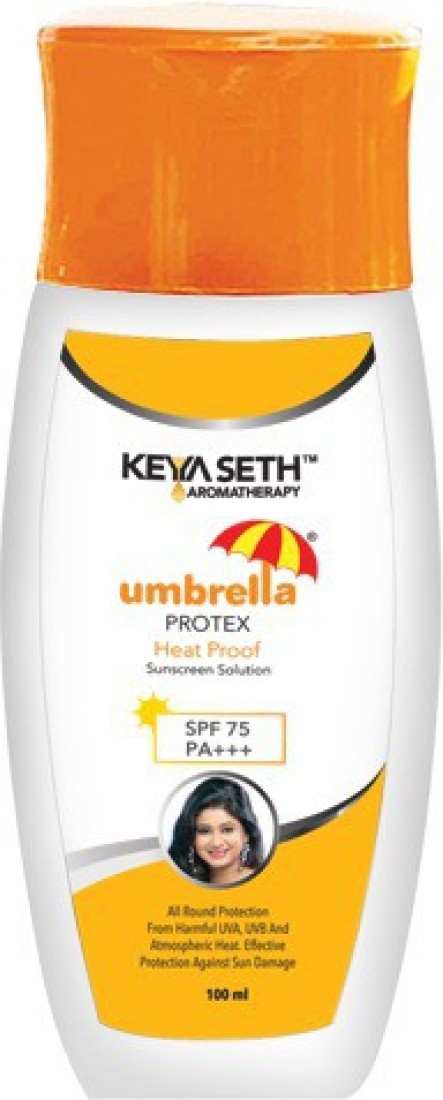 KEYA SETH™
AROMATHERAPY
umbrella®
PROTEX
Heat Proof
Sunscreen Solution
SPF 75
PA+++
All Round Protection
From Harmful UVA, UVB And
Atmospheric Heat. Effective
Protection Against Sun Damage
100 ml